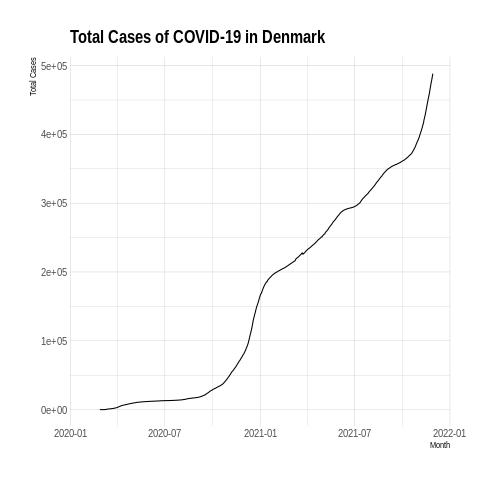 Total Cases of COVID-19 in Denmark
Total Cases
5e+05
4e+05
3e+05
2e+05
1e+05
0e+00
2020-01 2020-07 2021-01 2021-07 2022-01
Month